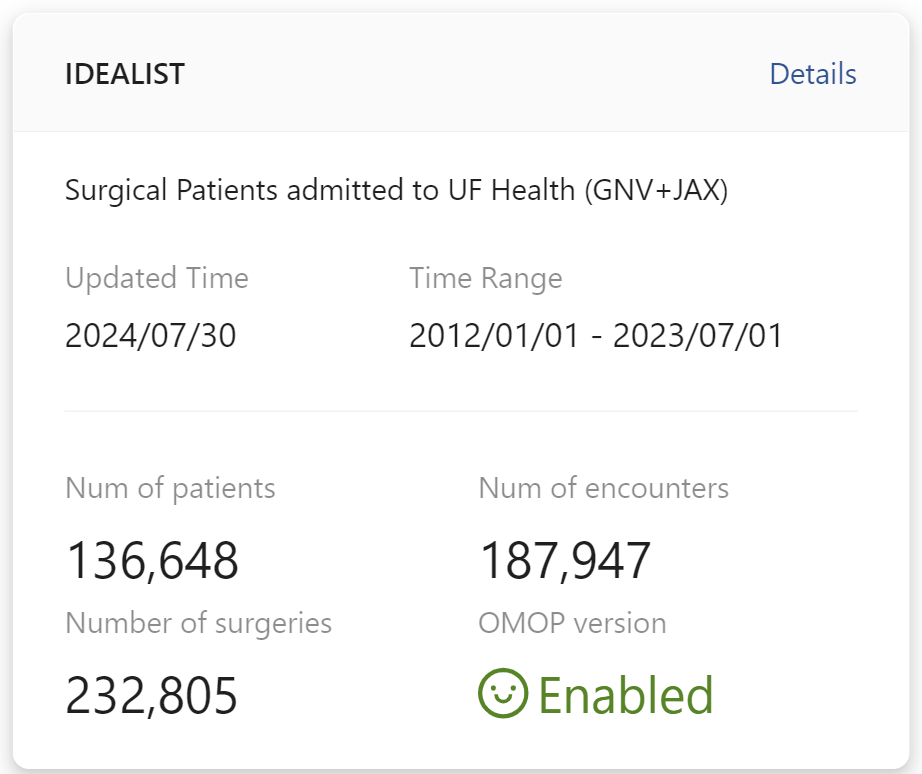 IDEALIST Details
Surgical Patients admitted to UF Health (GNV+JAX)
Updated Time Time Range
2024/07/30 2012/01/01 - 2023/07/01
Num of patients Num of encounters
136,648 187,947
Number of surgeries OMOP version
232,805 Enabled